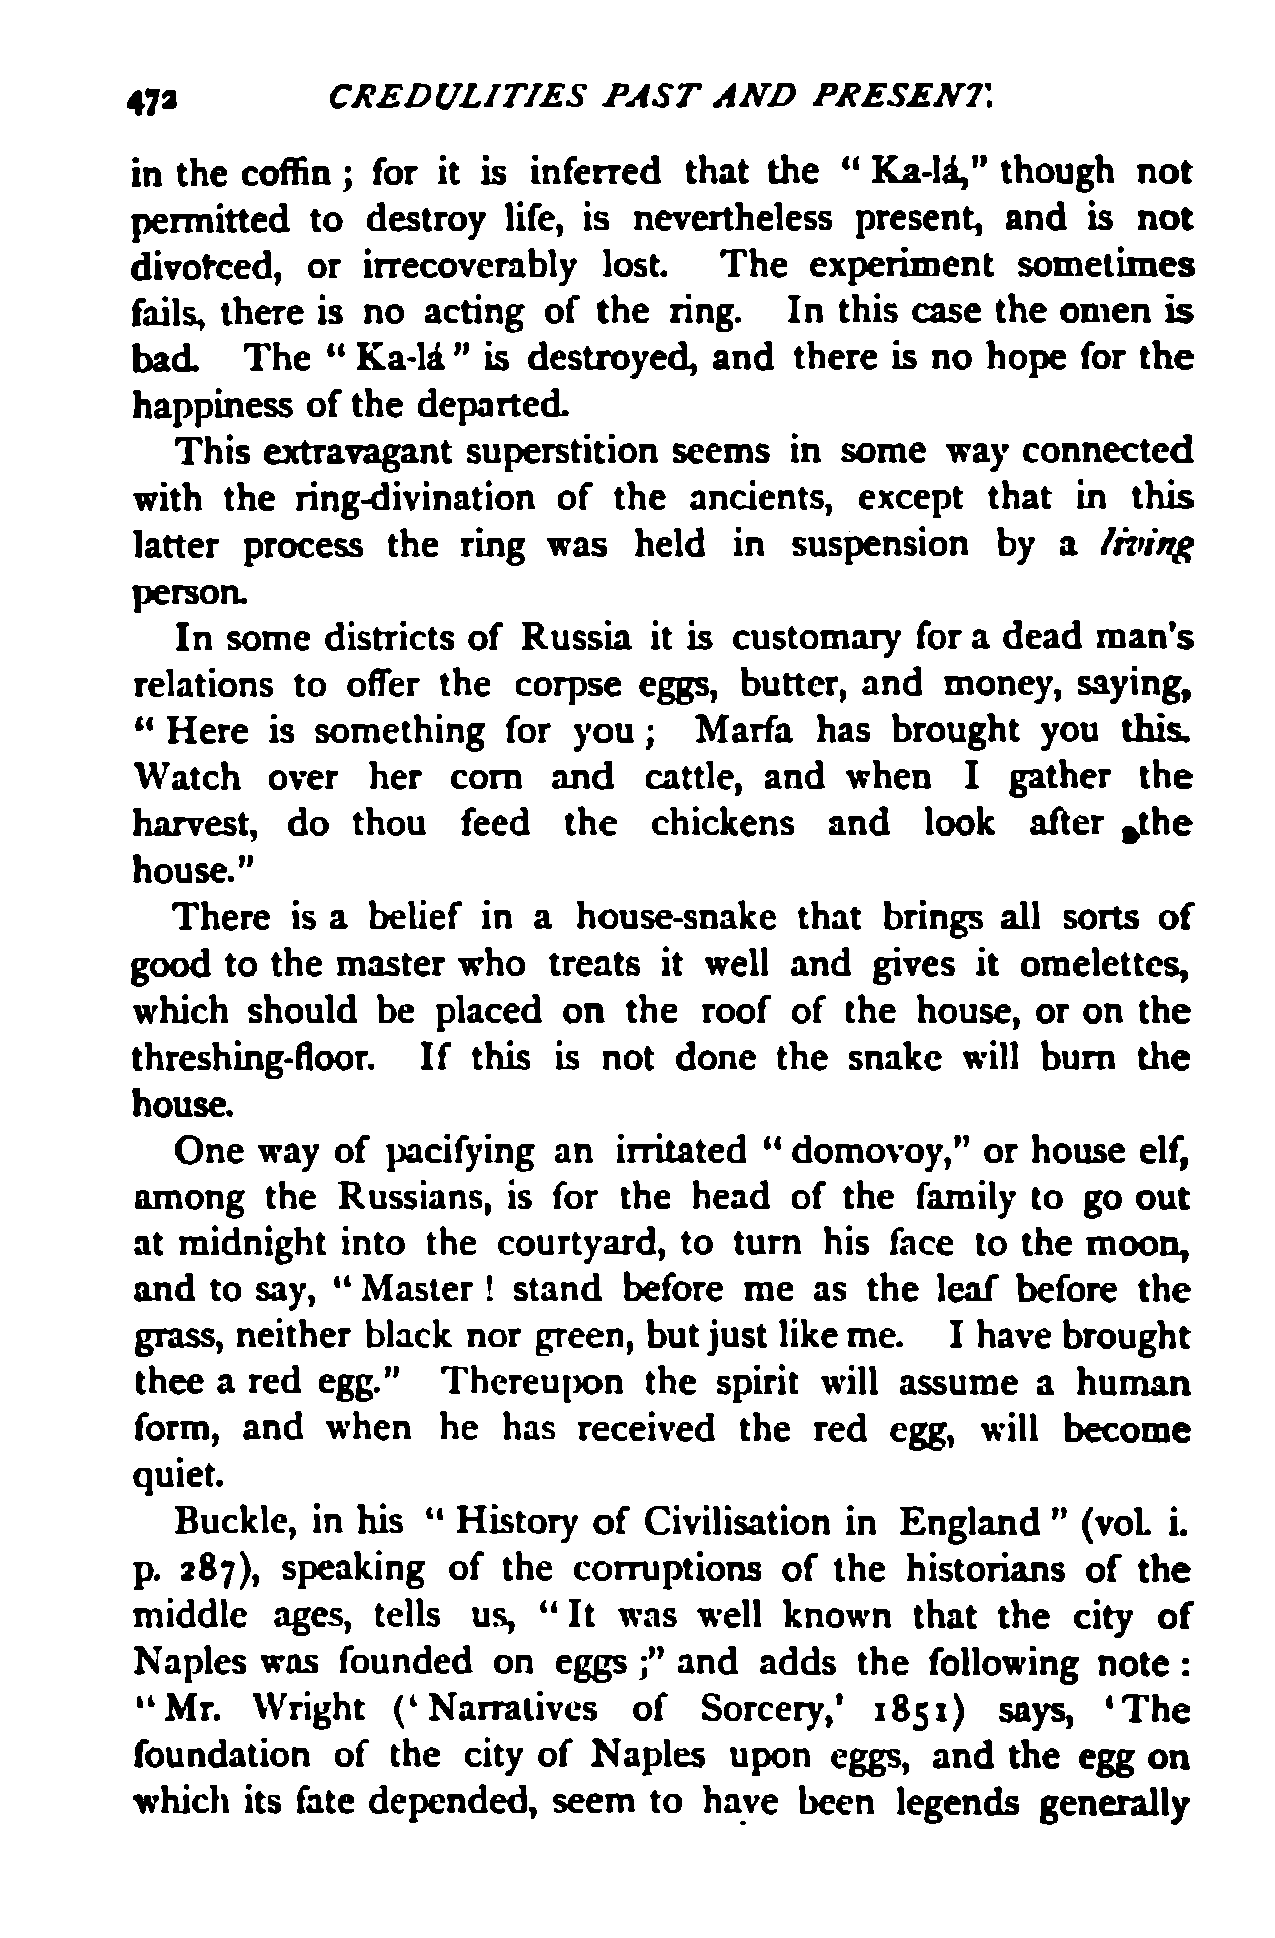 472 CREDULITIES PAST AND PRESENT.
in the coffin ; for it is inferred that the “ Ka-lá,” though not
permitted to destroy life, is nevertheless present, and is not
divorced, or irrecoverably lost. The experiment sometimes
fails, there is no acting of the ring. In this case the omen is
bad. The “ Ka-lá ” is destroyed, and there is no hope for the
happiness of the departed.
This extravagant superstition seems in some way connected
with the ring-divination of the ancients, except that in this
latter process the ring was held in suspension by a living
person.
In some districts of Russia it is customary for a dead man's
relations to offer the corpse eggs, butter, and money, saying,
“ Here is something for you ; Marfa has brought you this.
Watch over her corn and cattle, and when I gather the
harvest, do thou feed the chickens and look after the
house.”
There is a belief in a house-snake that brings all sorts of
good to the master who treats it well and gives it omelettes,
which should be placed on the roof of the house, or on the
threshing-floor. If this is not done the snake will burn the
house.
One way of pacifying an irritated “ domovoy,” or house elf,
among the Russians, is for the head of the family to go out
at midnight into the courtyard, to turn his face to the moon,
and to say, “ Master ! stand before me as the leaf before the
grass, neither black nor green, but just like me. I have brought
thee a red egg.” Thereupon the spirit will assume a human
form, and when he has received the red egg, will become
quiet.
Buckle, in his “ History of Civilisation in England ” (vol. i.
p. 287), speaking of the corruptions of the historians of the
middle ages, tells us, “ It was well known that the city of
Naples was founded on eggs ;” and adds the following note :
“ Mr. Wright (‘ Narratives of Sorcery,’ 1851) says, ‘ The
foundation of the city of Naples upon eggs, and the egg on
which its fate depended, seem to have been legends generally